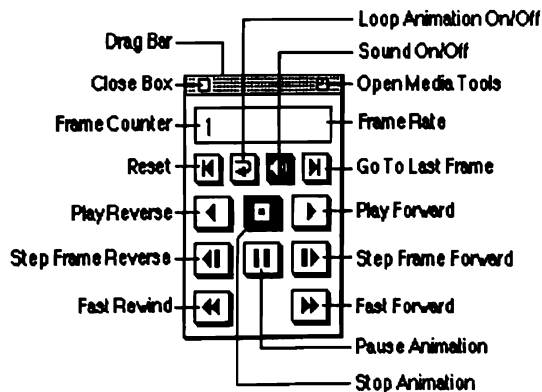 Loop Animation On/Off
Drag Bar
Sound On/Off
Close Box
Open Media Tools
Frame Counter
1
Frame Rate
Reset
Go To Last Frame
Play Reverse
Play Forward
Step Frame Reverse
Step Frame Forward
Fast Rewind
Fast Forward
Pause Animation
Stop Animation